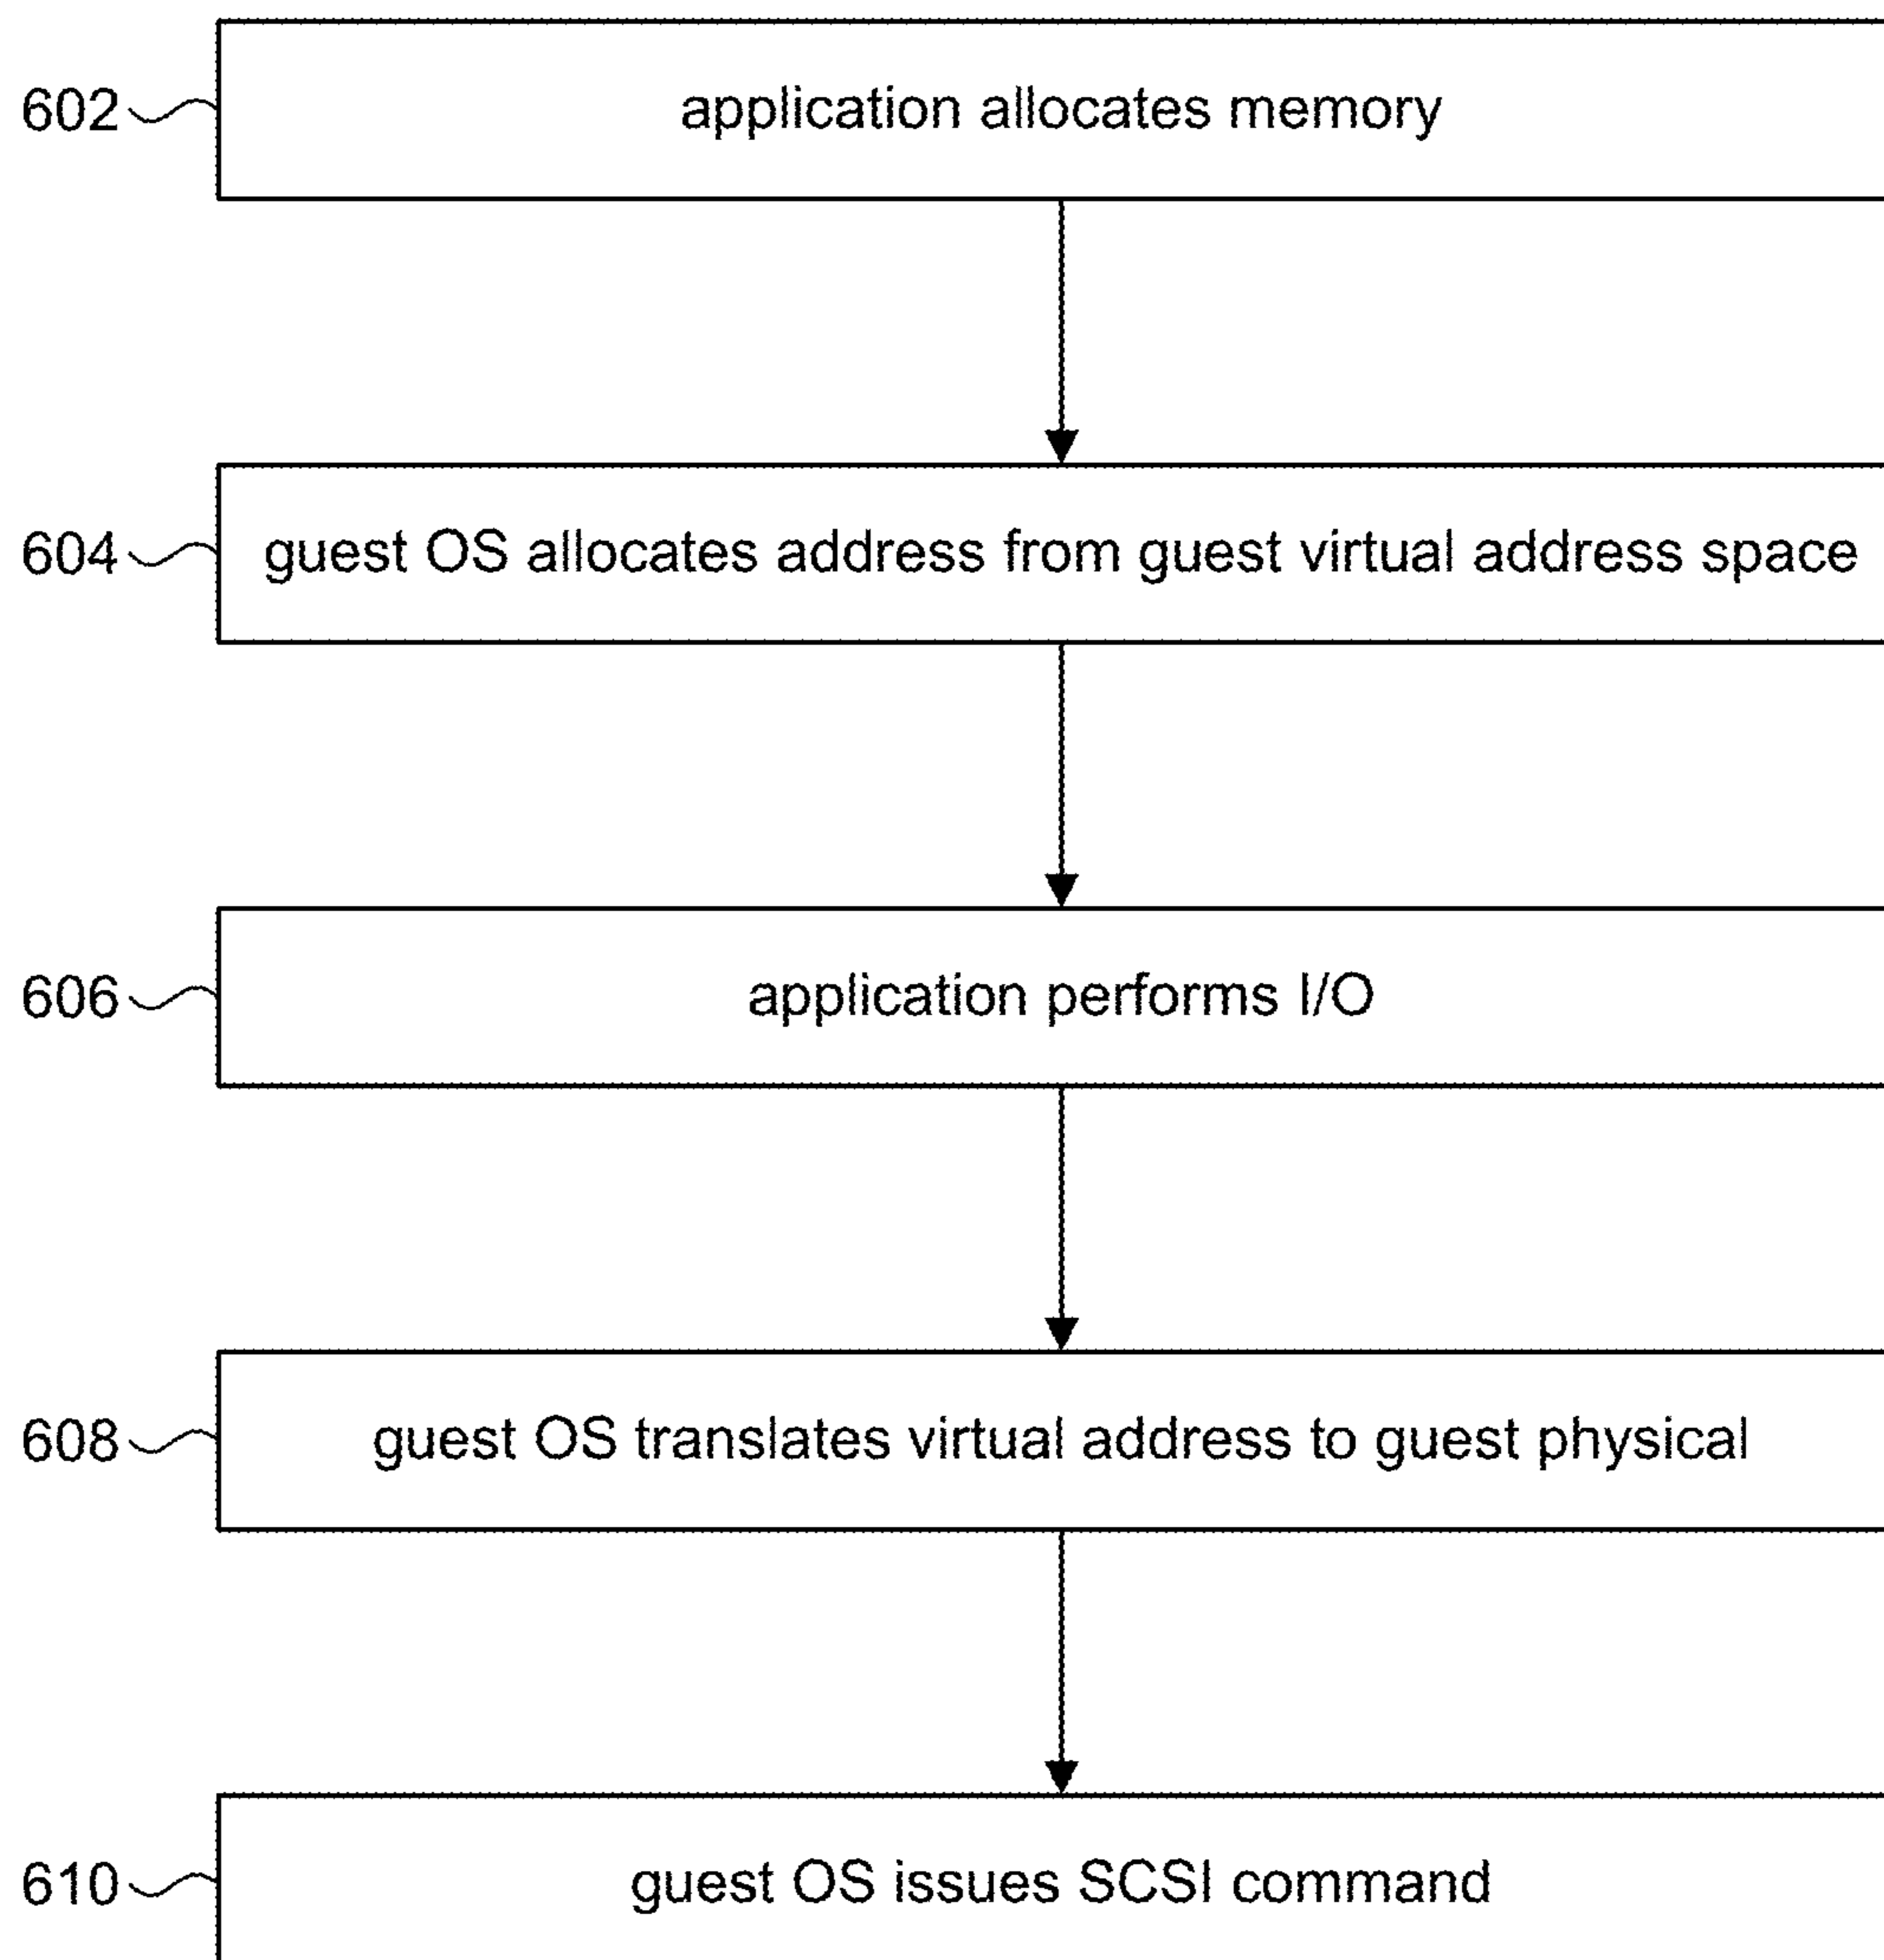 602 application allocates memory
604 guest OS allocates address from guest virtual address space
606 application performs I/O
608 guest OS translates virtual address to guest physical
610 guest OS issues SCSI command